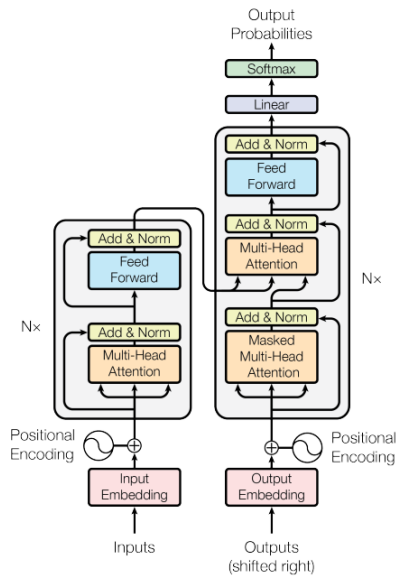 Output
Probabilities
Softmax
Linear
Add & Norm
Feed
Forward
Add & Norm
Multi-Head
Attention
Add & Norm
Masked
Multi-Head
Attention
N×
Add & Norm
Feed
Forward
Add & Norm
Multi-Head
Attention
N×
Positional
Encoding
Positional
Encoding
Input
Embedding
Output
Embedding
Inputs
Outputs
(shifted right)